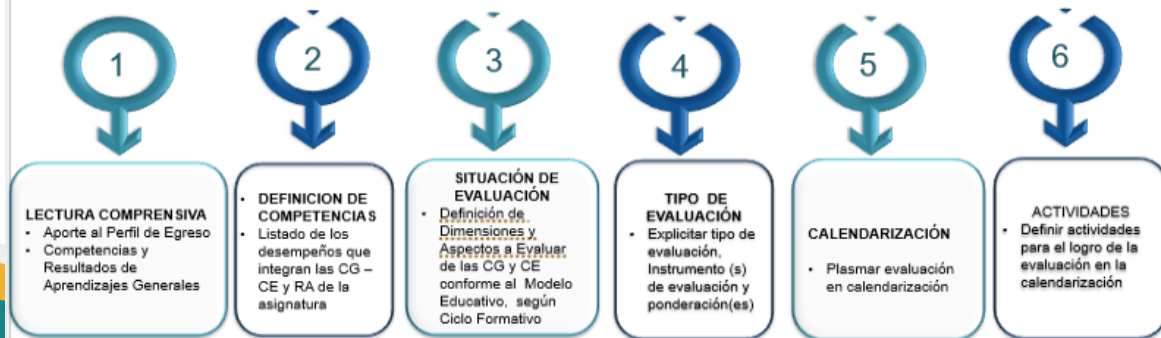 1
2
3
4
5
6
LECTURA COMPRENSIVA
• Aporte al Perfil de Egreso
• Competencias y
Resultados de
Aprendizajes Generales
• DEFINICION DE
COMPETENCIAS
• Listado de los
desempeños que
integran las CG –
CE y RA de la
asignatura
SITUACIÓN DE
EVALUACIÓN
• Definición de
Dimensiones y
Aspectos a Evaluar
de las CG y CE
conforme al Modelo
Educativo, según
Ciclo Formativo
TIPO DE
EVALUACIÓN
• Explicitar tipo de
evaluación,
Instrumento (s)
de evaluación y
ponderación(es)
CALENDARIZACIÓN
• Plasmar evaluación
en calendarización
ACTIVIDADES
• Definir actividades
para el logro de la
evaluación en la
calendarización